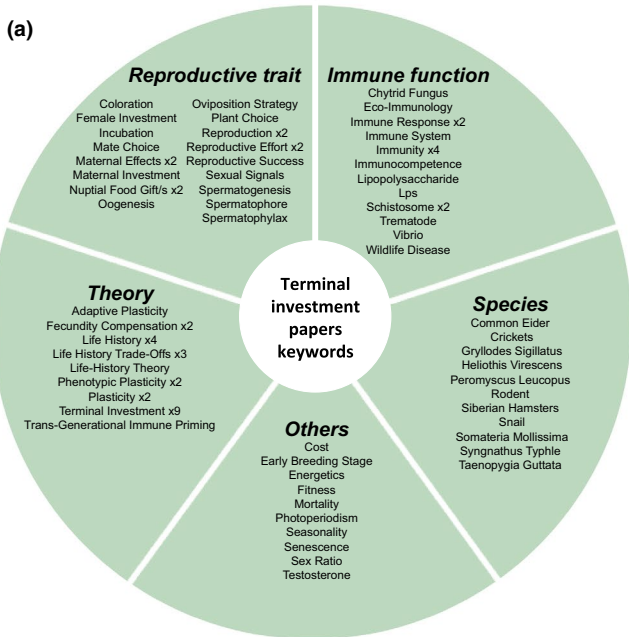 (a)
Reproductive trait
Coloration
Female Investment
Incubation
Mate Choice
Maternal Effects x2
Maternal Investment
Nuptial Food Gift/s x2
Oogenesis
Oviposition Strategy
Plant Choice
Reproduction x2
Reproductive Effort x2
Reproductive Success
Sexual Signals
Spermatogenesis
Spermatophore
Spermatophylax
Immune function
Chytrid Fungus
Eco-Immunology
Immune Response x2
Immune System
Immunity x4
Immunocompetence
Lipopolysaccharide
Lps
Schistosome x2
Trematode
Vibrio
Wildlife Disease
Theory
Adaptive Plasticity
Fecundity Compensation x2
Life History x4
Life History Trade-Offs x3
Life-History Theory
Phenotypic Plasticity x2
Plasticity x2
Terminal Investment x9
Trans-Generational Immune Priming
Terminal
investment
papers
keywords
Species
Common Eider
Crickets
Gryllodes Sigillatus
Heliothis Virescens
Peromyscus Leucopus
Rodent
Siberian Hamsters
Snail
Somateria Mollissima
Syngnathus Typhle
Taenopygia Guttata
Others
Cost
Early Breeding Stage
Energetics
Fitness
Mortality
Photoperiodism
Seasonality
Senescence
Sex Ratio
Testosterone